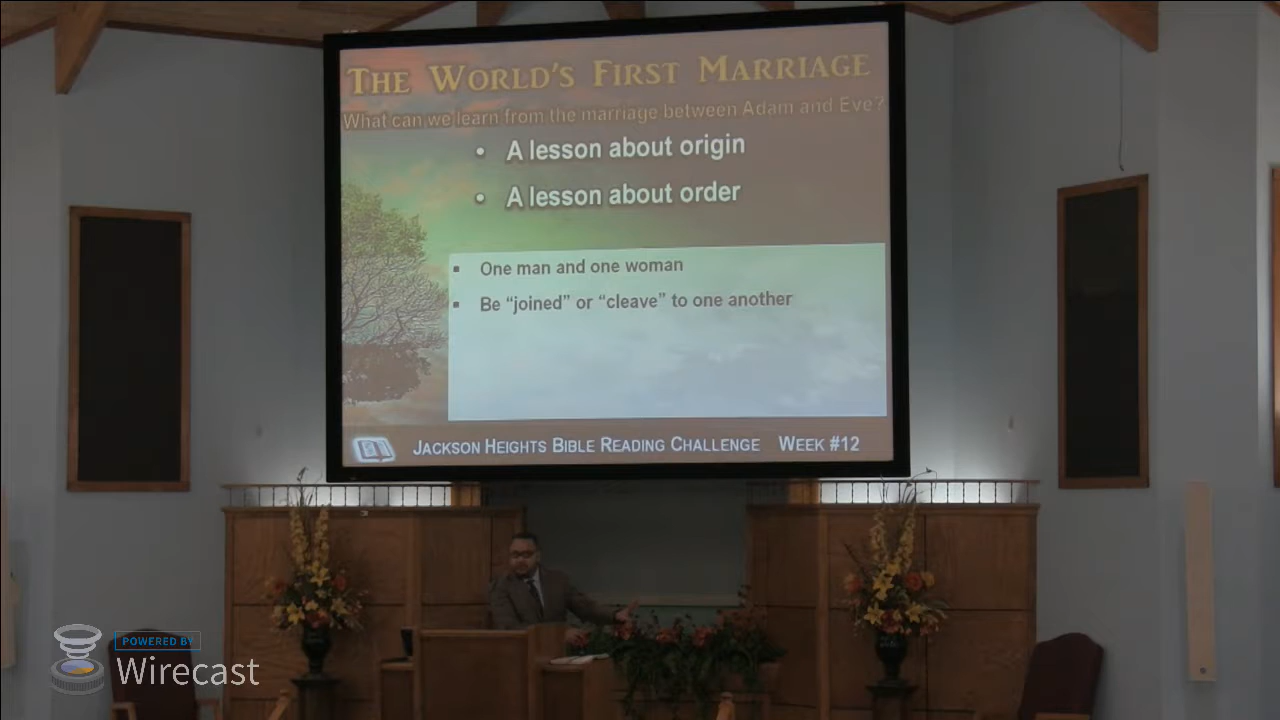 THE WORLD'S FIRST MARRIAGE
What can we learn from the marriage between Adam and Eve?
• A lesson about origin
• A lesson about order
▪ One man and one woman
▪ Be “joined” or “cleave” to one another
JACKSON HEIGHTS BIBLE READING CHALLENGE WEEK #12
POWERED BY
Wirecast